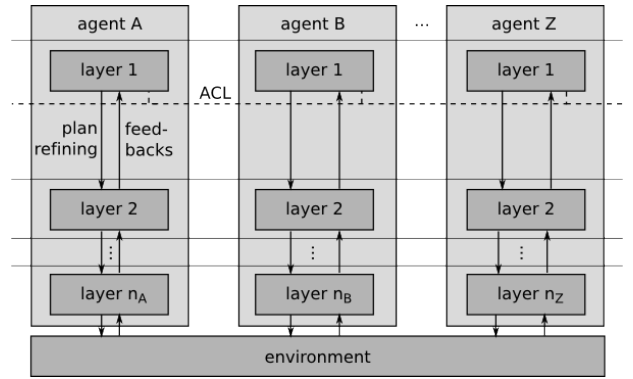 agent A agent B ... agent Z
layer 1 layer 1 layer 1
ACL
plan feed-
refining backs
layer 2 layer 2 layer 2
... ... ...
layer nA layer nB layer nZ
environment